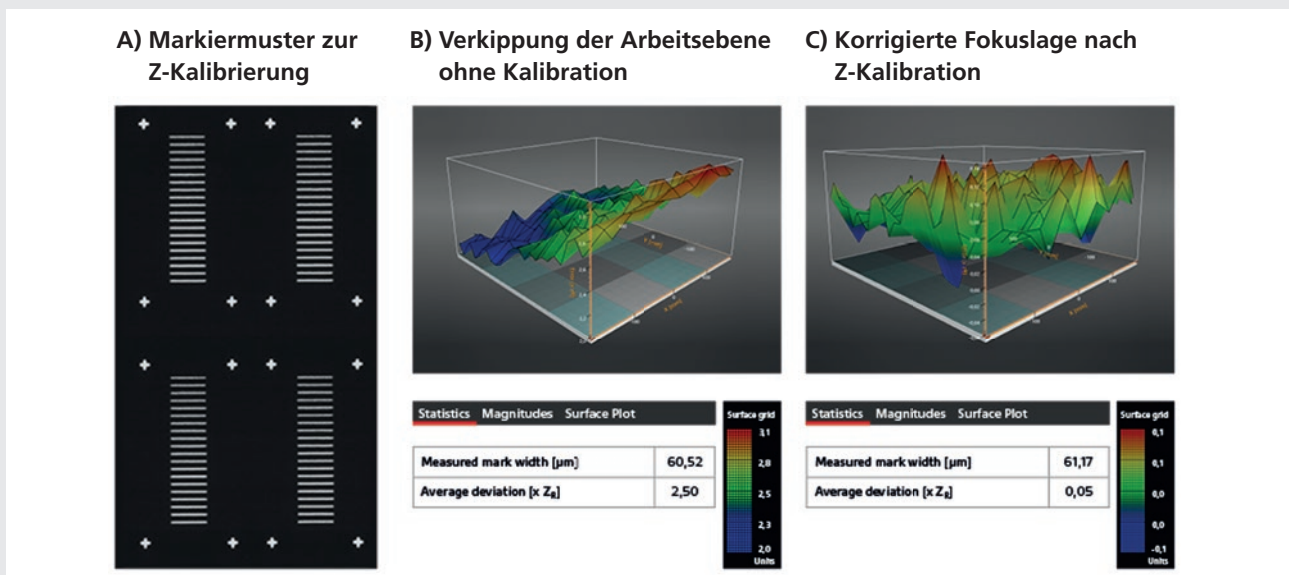 A) Markiermuster zur
Z-Kalibrierung
B) Verkippung der Arbeitsebene
ohne Kalibration
C) Korrigierte Fokuslage nach
Z-Kalibration
Statistics Magnitudes Surface Plot
Measured mark width [µm] 60,52
Average deviation [x Z_R] 2,50
Surface grid
3,1
2,8
2,5
2,3
2,0
Units
Statistics Magnitudes Surface Plot
Measured mark width [µm] 61,17
Average deviation [x Z_R] 0,05
Surface grid
0,1
0,1
0,0
0,0
-0,1
Units